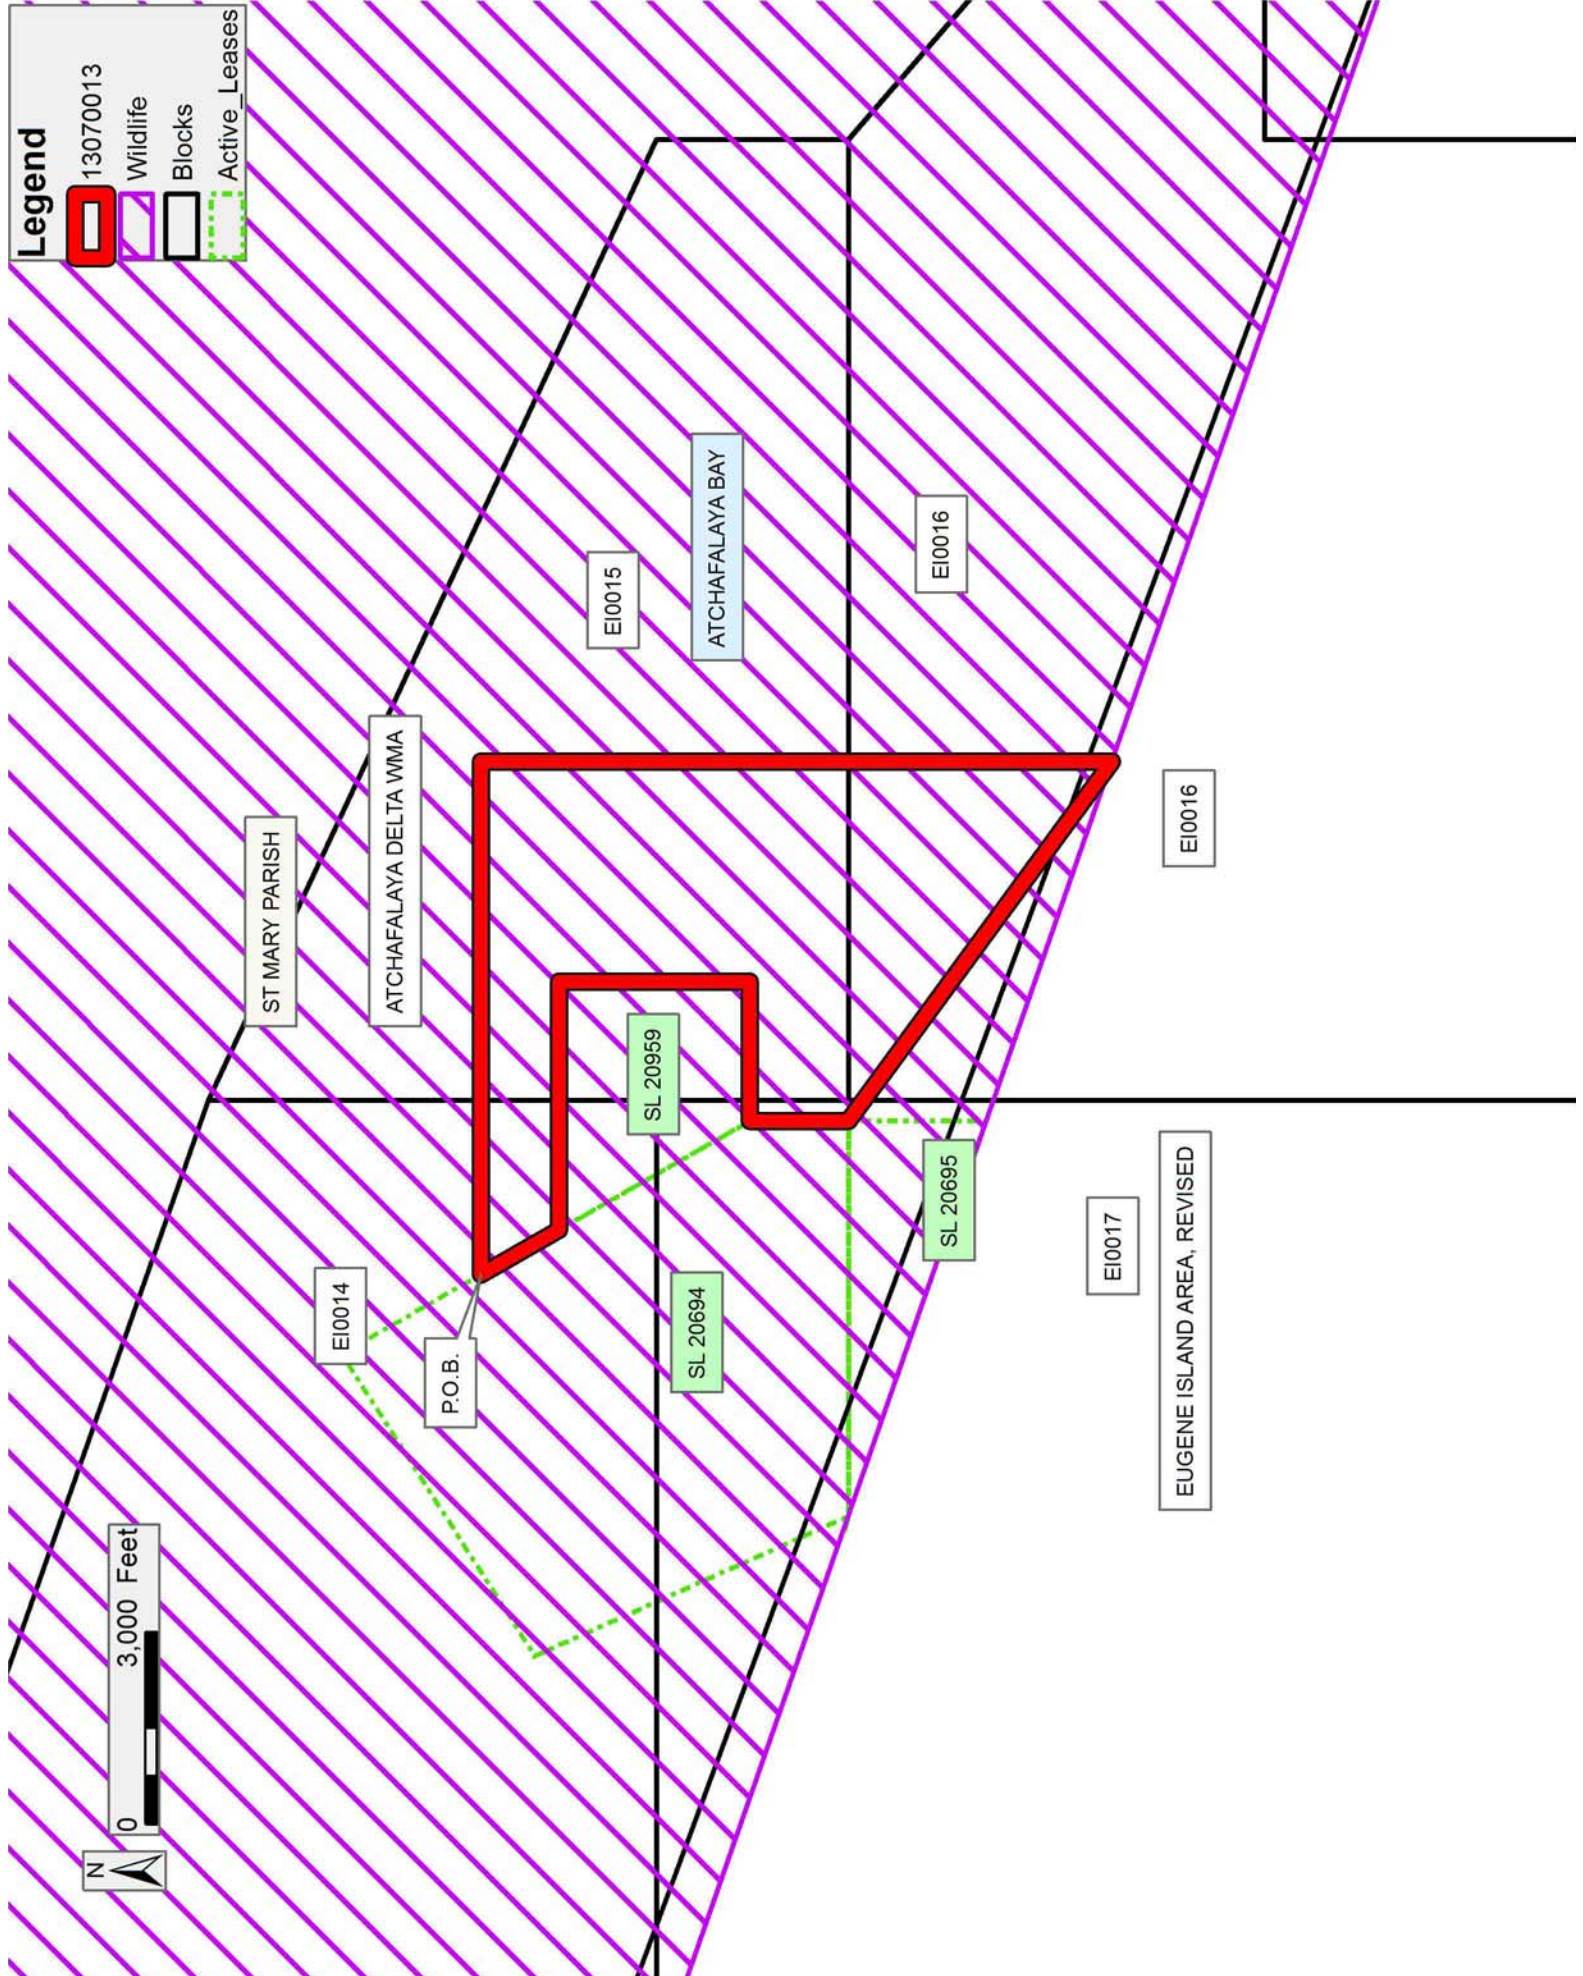 Legend
13070013
Wildlife
Blocks
Active_Leases
N
0 3,000 Feet
ST MARY PARISH
EI0014
ATCHAFALAYA DELTA WMA
P.O.B.
EI0015
SL 20959
SL 20694
ATCHAFALAYA BAY
SL 20695
EI0016
EI0017
EI0016
EUGENE ISLAND AREA, REVISED